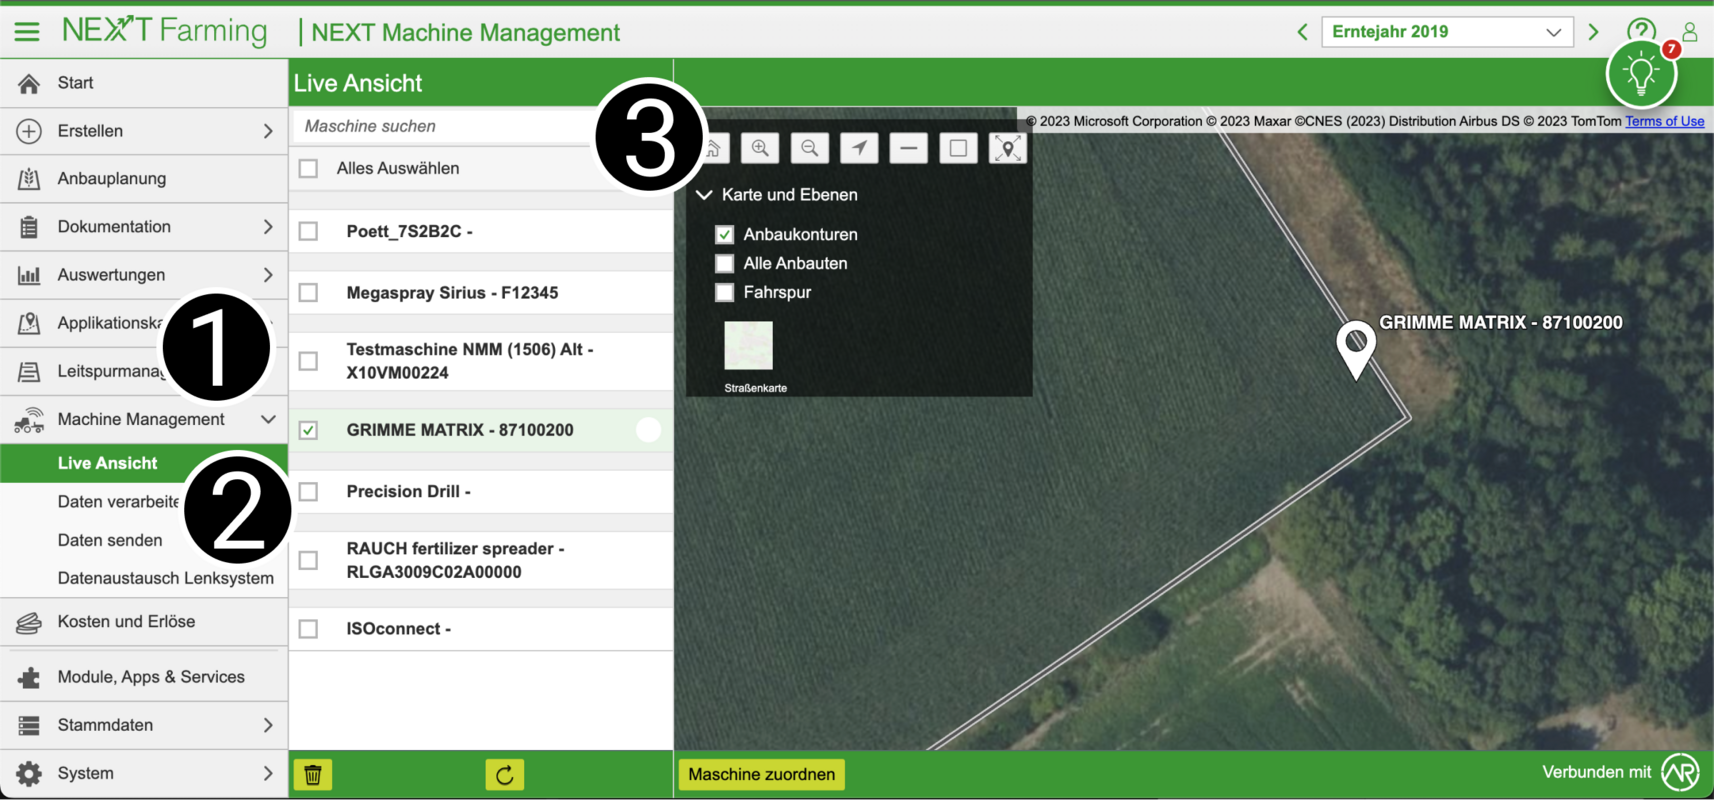 NEXT Farming
NEXT Machine Management
Erntejahr 2019
7
Start
Erstellen
Anbauplanung
Dokumentation
Auswertungen
Applikationska
Leitspurmanag
Machine Management
Live Ansicht
Daten verarbeite
Daten senden
Datenaustausch Lenksystem
Kosten und Erlöse
Module, Apps & Services
Stammdaten
System
1
2
3
Live Ansicht
Maschine suchen
Alles Auswählen
Poett_7S2B2C -
Megaspray Sirius - F12345
Testmaschine NMM (1506) Alt -
X10VM00224
GRIMME MATRIX - 87100200
Precision Drill -
RAUCH fertilizer spreader -
RLGA3009C02A00000
ISOconnect -
© 2023 Microsoft Corporation © 2023 Maxar ©CNES (2023) Distribution Airbus DS © 2023 TomTom Terms of Use
Karte und Ebenen
Anbaukonturen
Alle Anbauten
Fahrspur
Straßenkarte
GRIMME MATRIX - 87100200
Maschine zuordnen
Verbunden mit